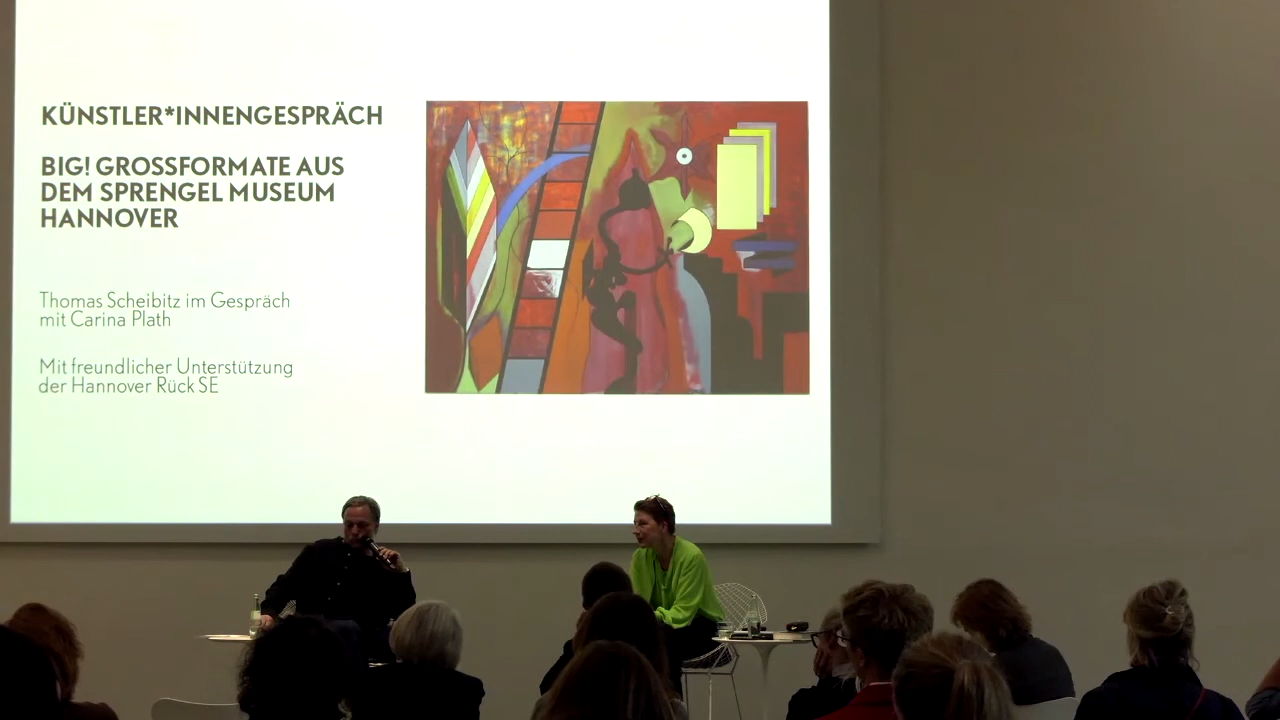 KÜNSTLER*INNENGESPRÄCH
BIG! GROSSFORMATE AUS
DEM SPRENGEL MUSEUM
HANNOVER
Thomas Scheibitz im Gespräch
mit Carina Plath
Mit freundlicher Unterstützung
der Hannover Rück SE